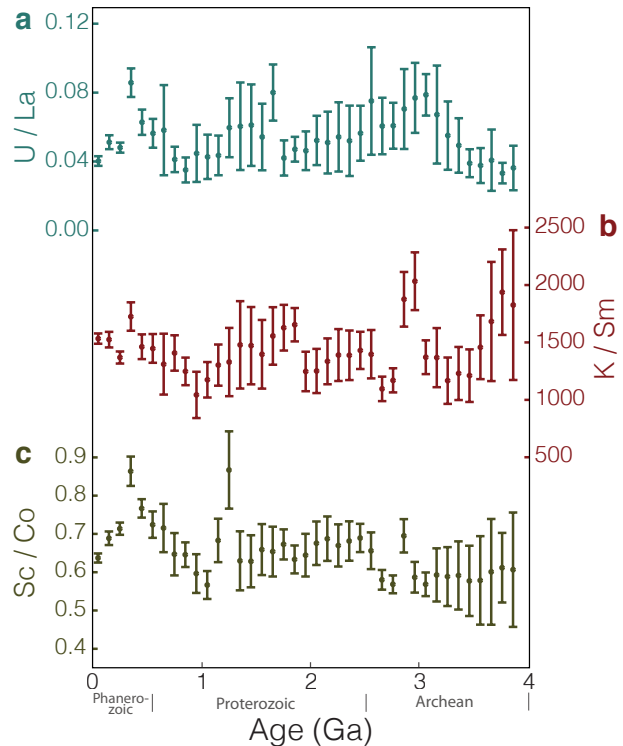 a
0.12
0.08
0.04
0.00
U / La
b
2500
2000
1500
1000
500
K / Sm
c
0.9
0.8
0.7
0.6
0.5
0.4
Sc / Co
0 1 2 3 4
Phanero-
zoic | Proterozoic | Archean |
Age (Ga)